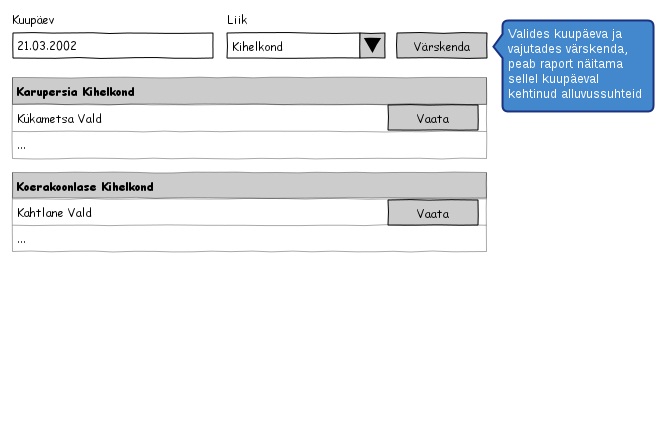 Kuupäev
Liik
21.03.2002
Kihelkond
Värskenda
Valides kuupäeva ja
vajutades värskenda,
peab raport näitama
sellel kuupäeval
kehtinud alluvussuhteid
Karupersia Kihelkond
Kükametsa Vald
Vaata
...
Koerakoonlase Kihelkond
Kahtlane Vald
Vaata
...